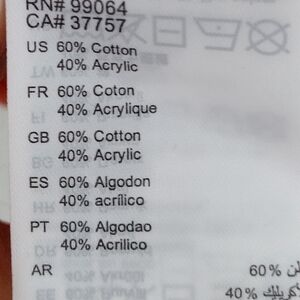 RN# 99064
CA# 37757
US 60% Cotton
40% Acrylic
FR 60% Coton
40% Acrylique
GB 60% Cotton
40% Acrylic
ES 60% Algodon
40% acrílico
PT 60% Algodao
40% Acrilico
AR 60%
40%